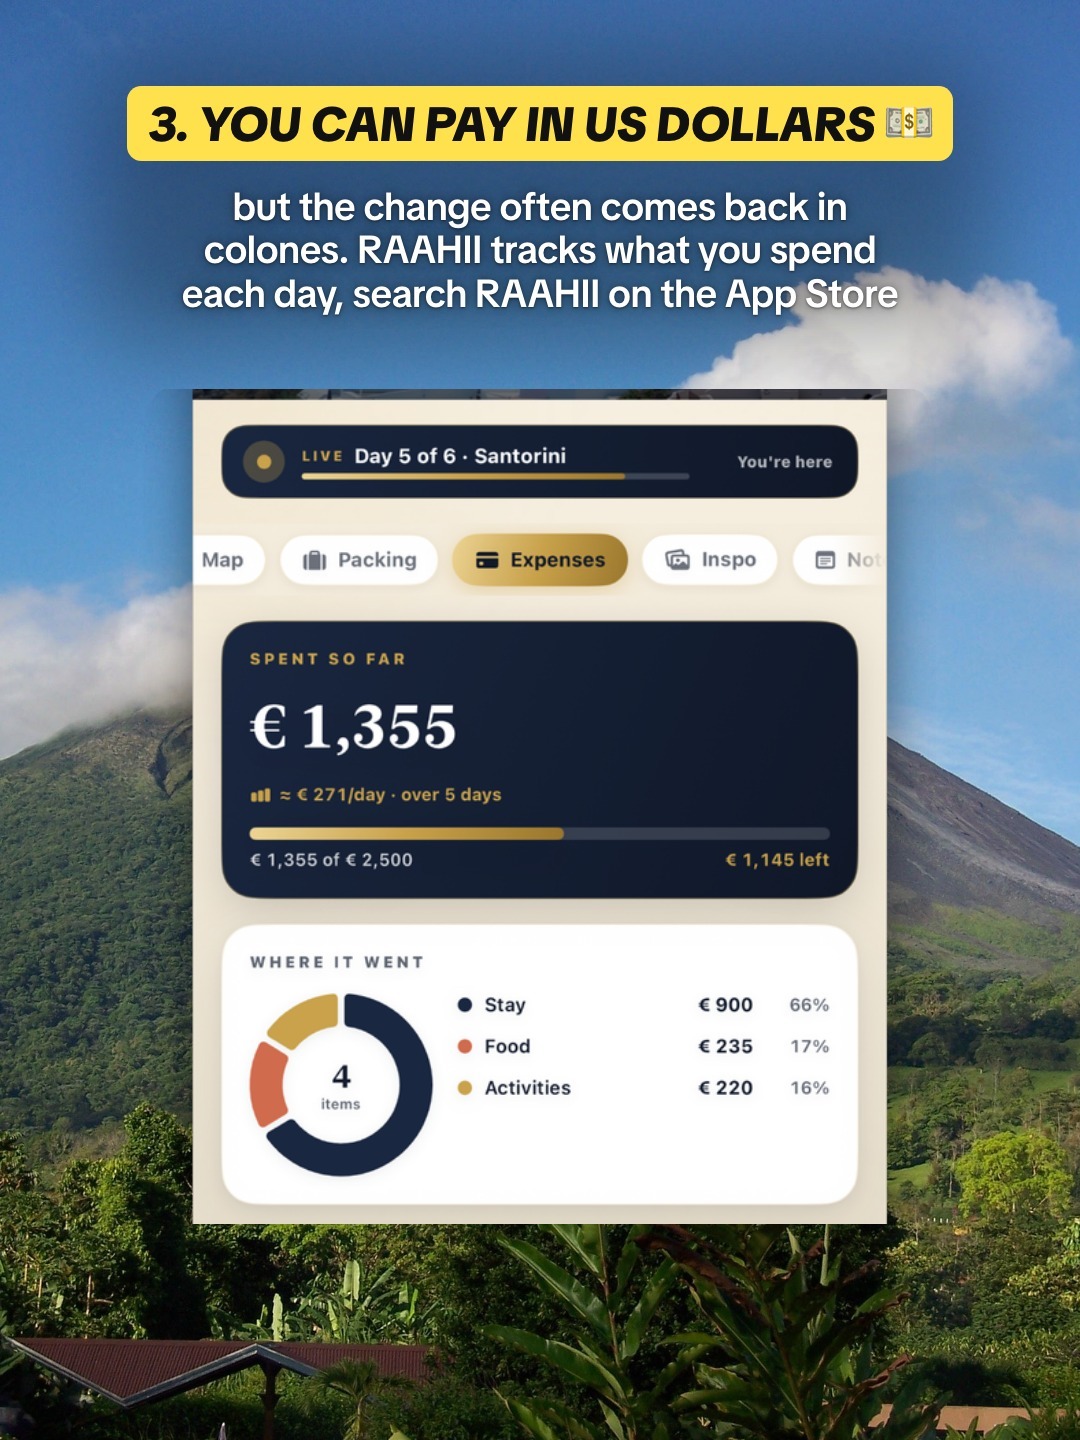 3. YOU CAN PAY IN US DOLLARS 💵
but the change often comes back in
colones. RAAHII tracks what you spend
each day, search RAAHII on the App Store
LIVE Day 5 of 6 · Santorini
You're here
Map
Packing
Expenses
Inspo
Not
SPENT SO FAR
€ 1,355
≈ € 271/day · over 5 days
€ 1,355 of € 2,500
€ 1,145 left
WHERE IT WENT
4
items
Stay € 900 66%
Food € 235 17%
Activities € 220 16%